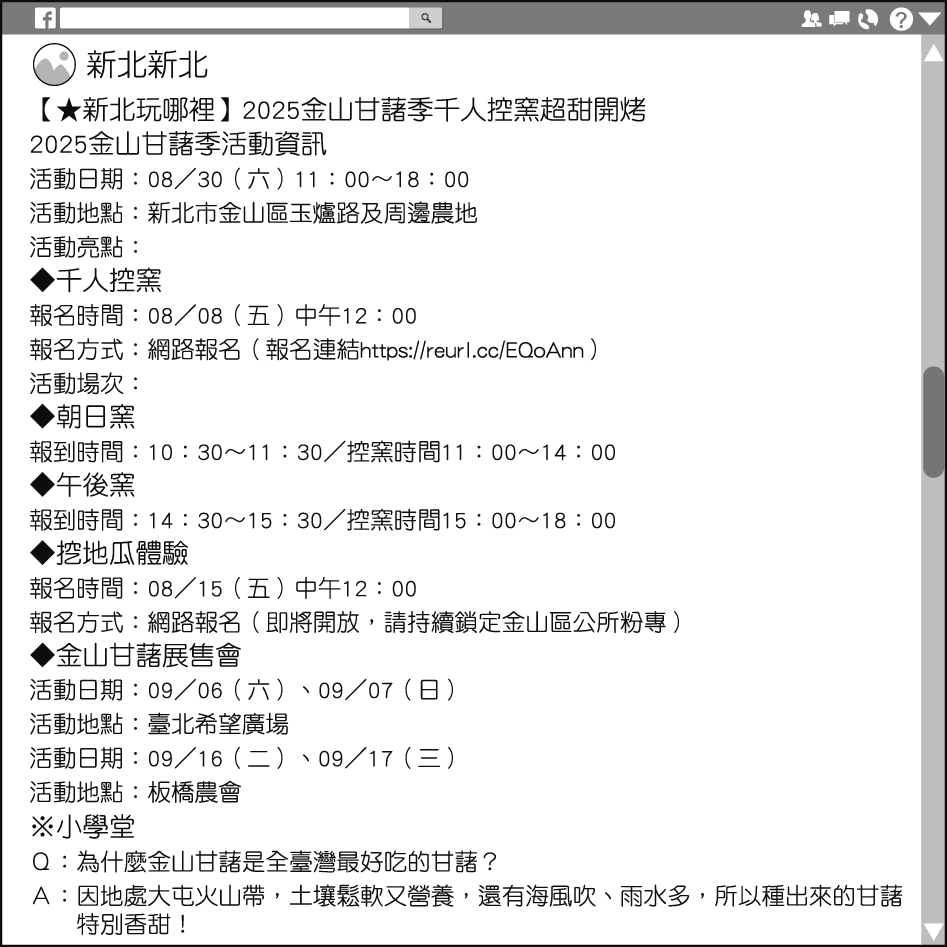 新北新北
【★新北玩哪裡】2025金山甘藷季千人控窯超甜開烤
2025金山甘藷季活動資訊
活動日期：08／30（六）11：00～18：00
活動地點：新北市金山區玉爐路及周邊農地
活動亮點：
◆千人控窯
報名時間：08／08（五）中午12：00
報名方式：網路報名（報名連結https://reurl.cc/EQoAnn）
活動場次：
◆朝日窯
報到時間：10：30～11：30／控窯時間11：00～14：00
◆午後窯
報到時間：14：30～15：30／控窯時間15：00～18：00
◆挖地瓜體驗
報名時間：08／15（五）中午12：00
報名方式：網路報名（即將開放，請持續鎖定金山區公所粉專）
◆金山甘藷展售會
活動日期：09／06（六）、09／07（日）
活動地點：臺北希望廣場
活動日期：09／16（二）、09／17（三）
活動地點：板橋農會
※小學堂
Q：為什麼金山甘藷是全臺灣最好吃的甘藷？
A：因地處大屯火山帶，土壤鬆軟又營養，還有海風吹、雨水多，所以種出來的甘藷
特別香甜！